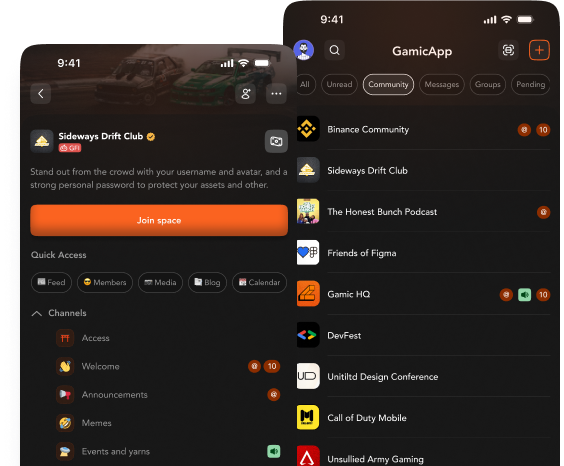 9:41
Sideways Drift Club
GFI
Stand out from the crowd with your username and avatar, and a
strong personal password to protect your assets and other.
Join space
Quick Access
Feed
Members
Media
Blog
Calendar
Channels
Access
Welcome
@ 10
Announcements
@
Memes
Events and yarns
9:41
GamicApp
All
Unread
Community
Messages
Groups
Pending
Binance Community
@ 10
Sideways Drift Club
The Honest Bunch Podcast
@
Friends of Figma
Gamic HQ
@ 10
DevFest
UD
Unitiltd Design Conference
Call of Duty Mobile
Unsullied Army Gaming